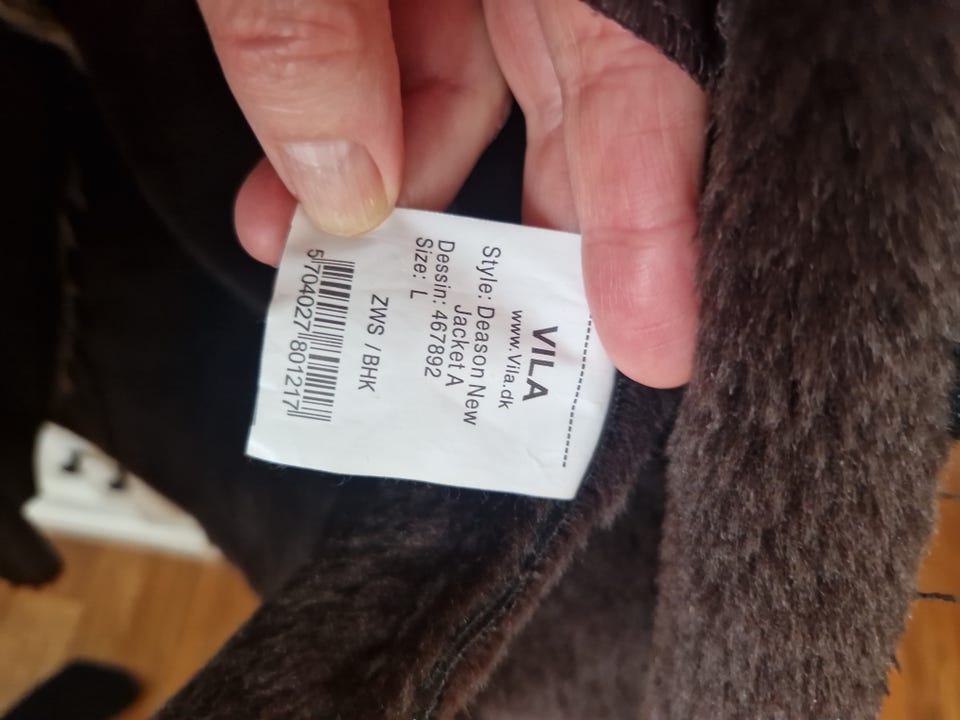 VILA
www.Vila.dk
Style: Deason New
Jacket A
Dessin: 467892
Size: L
ZWS / BHK
5704027801217